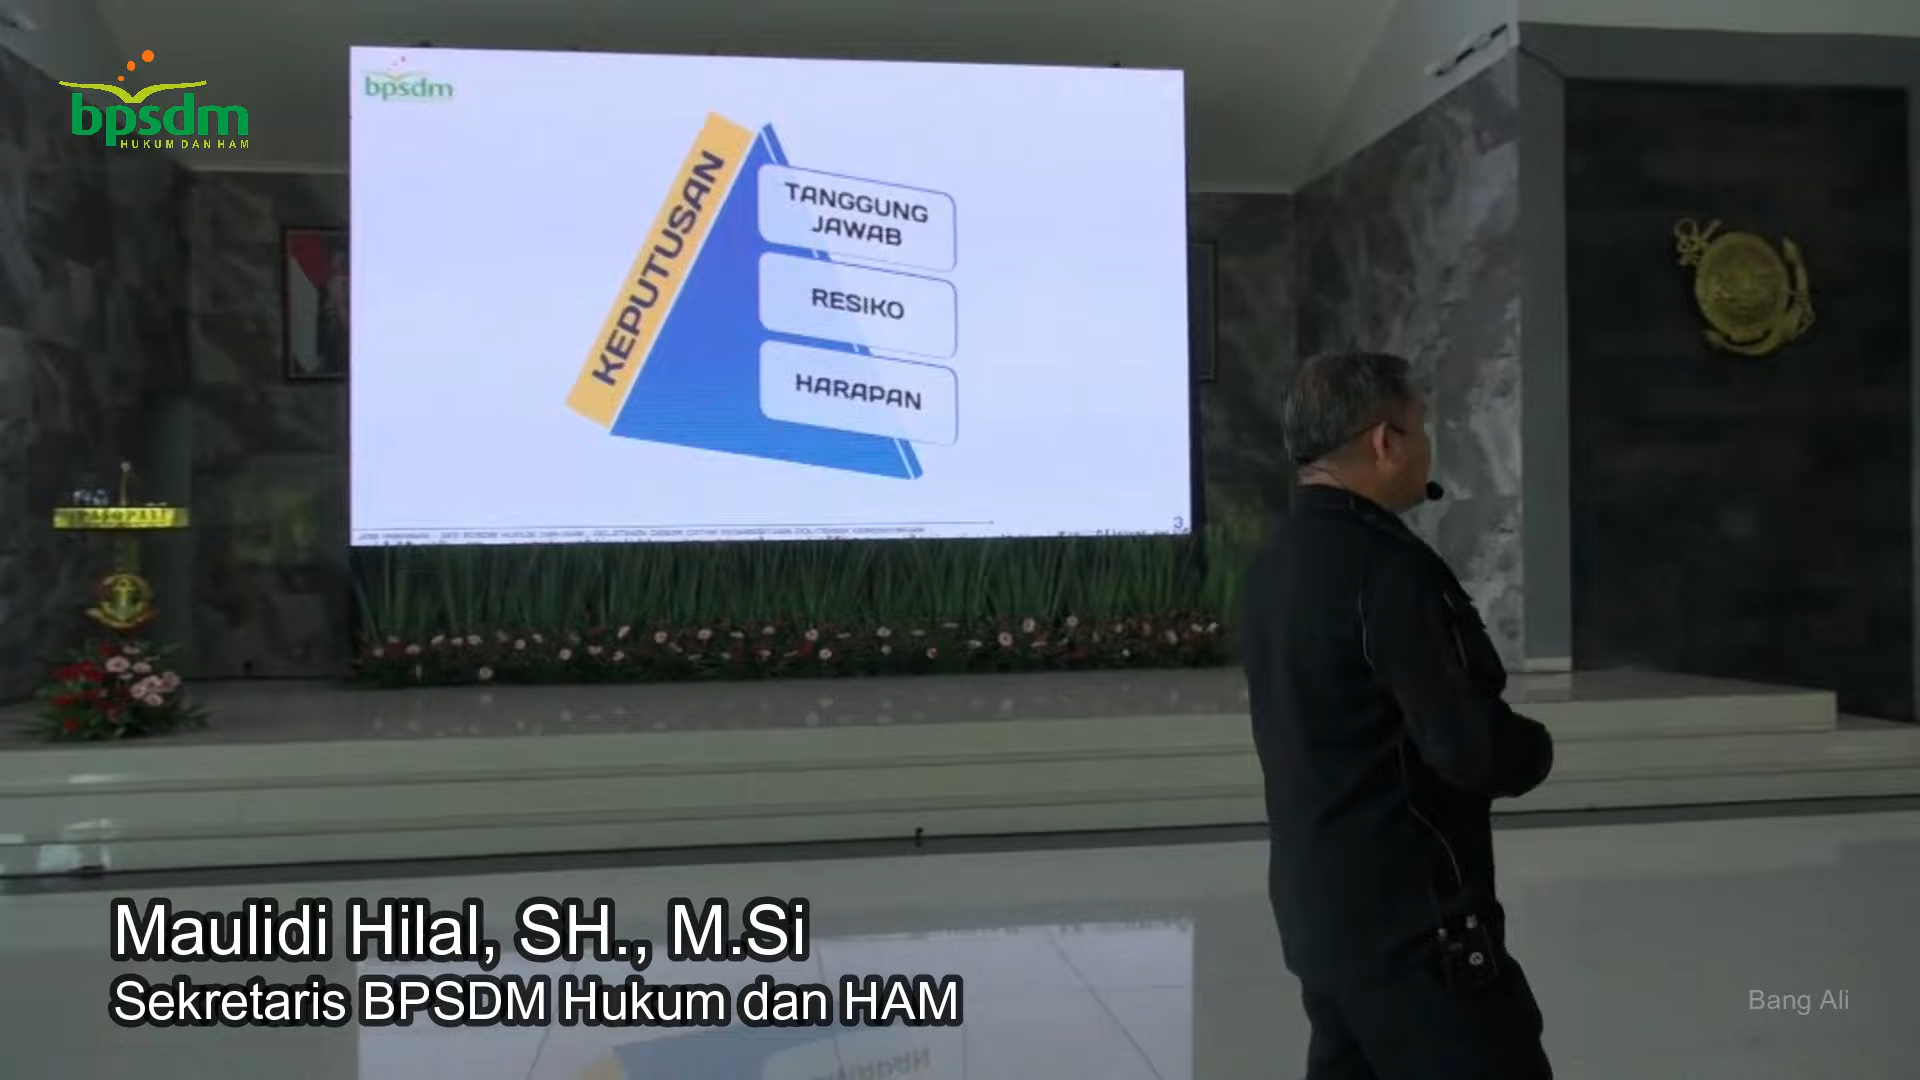 bpsdm
HUKUM DAN HAM
bpsdm
KEPUTUSAN
TANGGUNG
JAWAB
RESIKO
HARAPAN
3
Maulidi Hilal, SH., M.Si
Sekretaris BPSDM Hukum dan HAM
Bang Ali